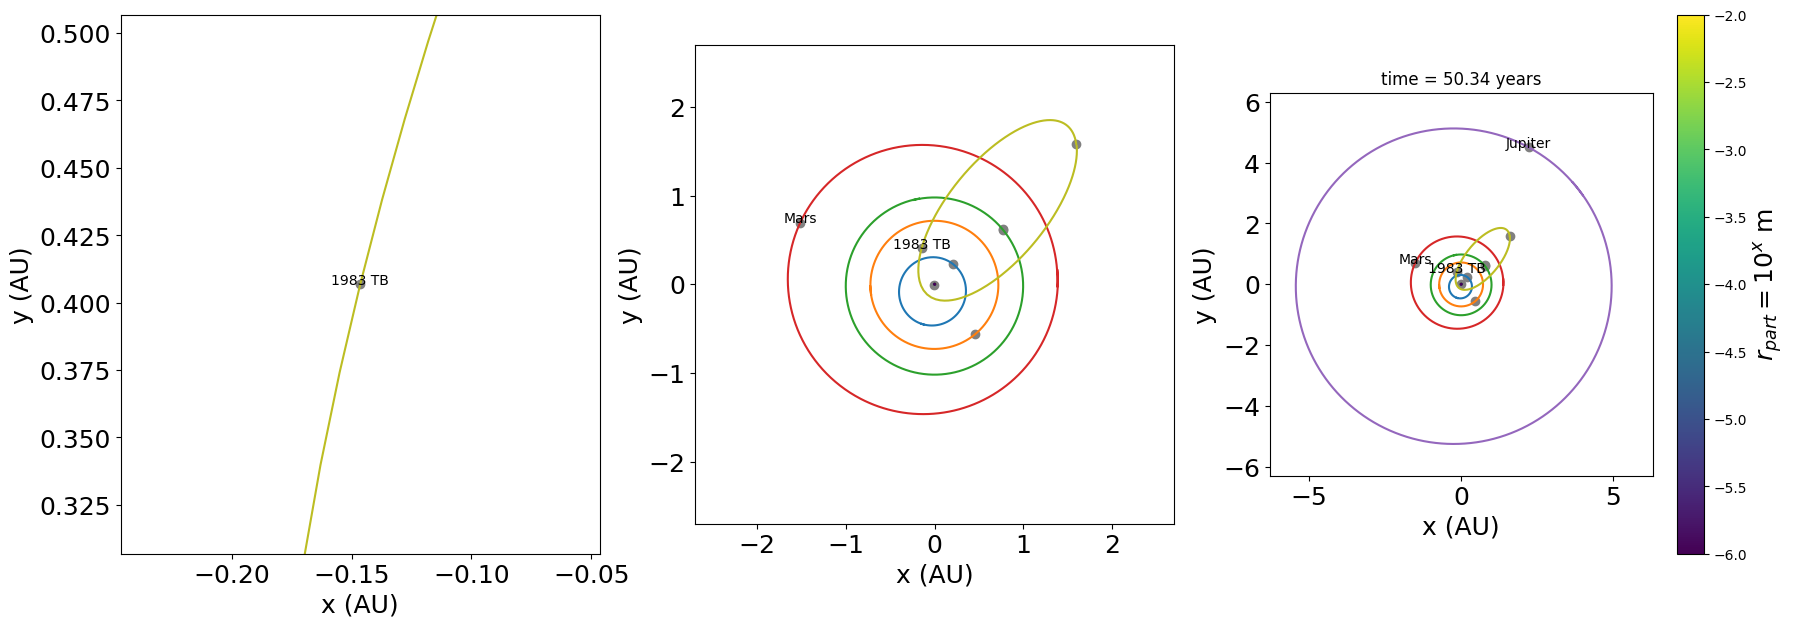 0.500
0.475
0.450
0.425
0.400
0.375
0.350
0.325
y (AU)
1983 TB
−0.20 −0.15 −0.10 −0.05
x (AU)
2
1
0
−1
−2
y (AU)
Mars
1983 TB
−2 −1 0 1 2
x (AU)
time = 50.34 years
6
4
2
0
−2
−4
−6
y (AU)
Jupiter
Mars
1983 TB
−5 0 5
x (AU)
−2.0
−2.5
−3.0
−3.5
−4.0
−4.5
−5.0
−5.5
−6.0
r_{part} = 10^x m